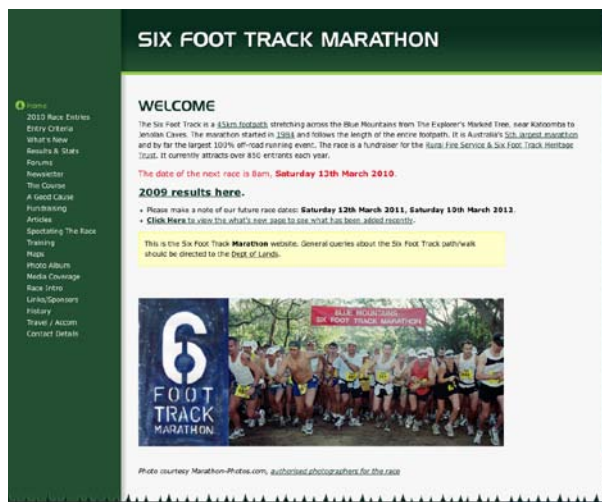 SIX FOOT TRACK MARATHON
Home
2010 Race Entries
Entry Criteria
What's New
Results & Stats
Forums
Newsletter
The Course
A Good Cause
Fundraising
Articles
Spectating The Race
Training
Maps
Photo Album
Media Coverage
Race Intro
Links/Sponsors
History
Travel / Accom
Contact Details
WELCOME
The Six Foot Track is a 45km footpath stretching across the Blue Mountains from The Explorer's Marked Tree, near Katoomba to
Jenolan Caves. The marathon started in 1984 and follows the length of the entire footpath. It is Australia's 5th largest marathon
and by far the largest 100% off-road running event. The race is a fundraiser for the Rural Fire Service & Six Foot Track Heritage
Trust. It currently attracts over 850 entrants each year.
The date of the next race is 8am, Saturday 13th March 2010.
2009 results here.
• Please make a note of our future race dates: Saturday 12th March 2011, Saturday 10th March 2012.
• Click Here to view the what's new page to see what has been added recently.
This is the Six Foot Track Marathon website. General queries about the Six Foot Track path/walk
should be directed to the Dept of Lands.
6
FOOT
TRACK
MARATHON
BLUE MOUNTAINS
SIX FOOT TRACK MARATHON
Photo courtesy Marathon-Photos.com, authorised photographers for the race